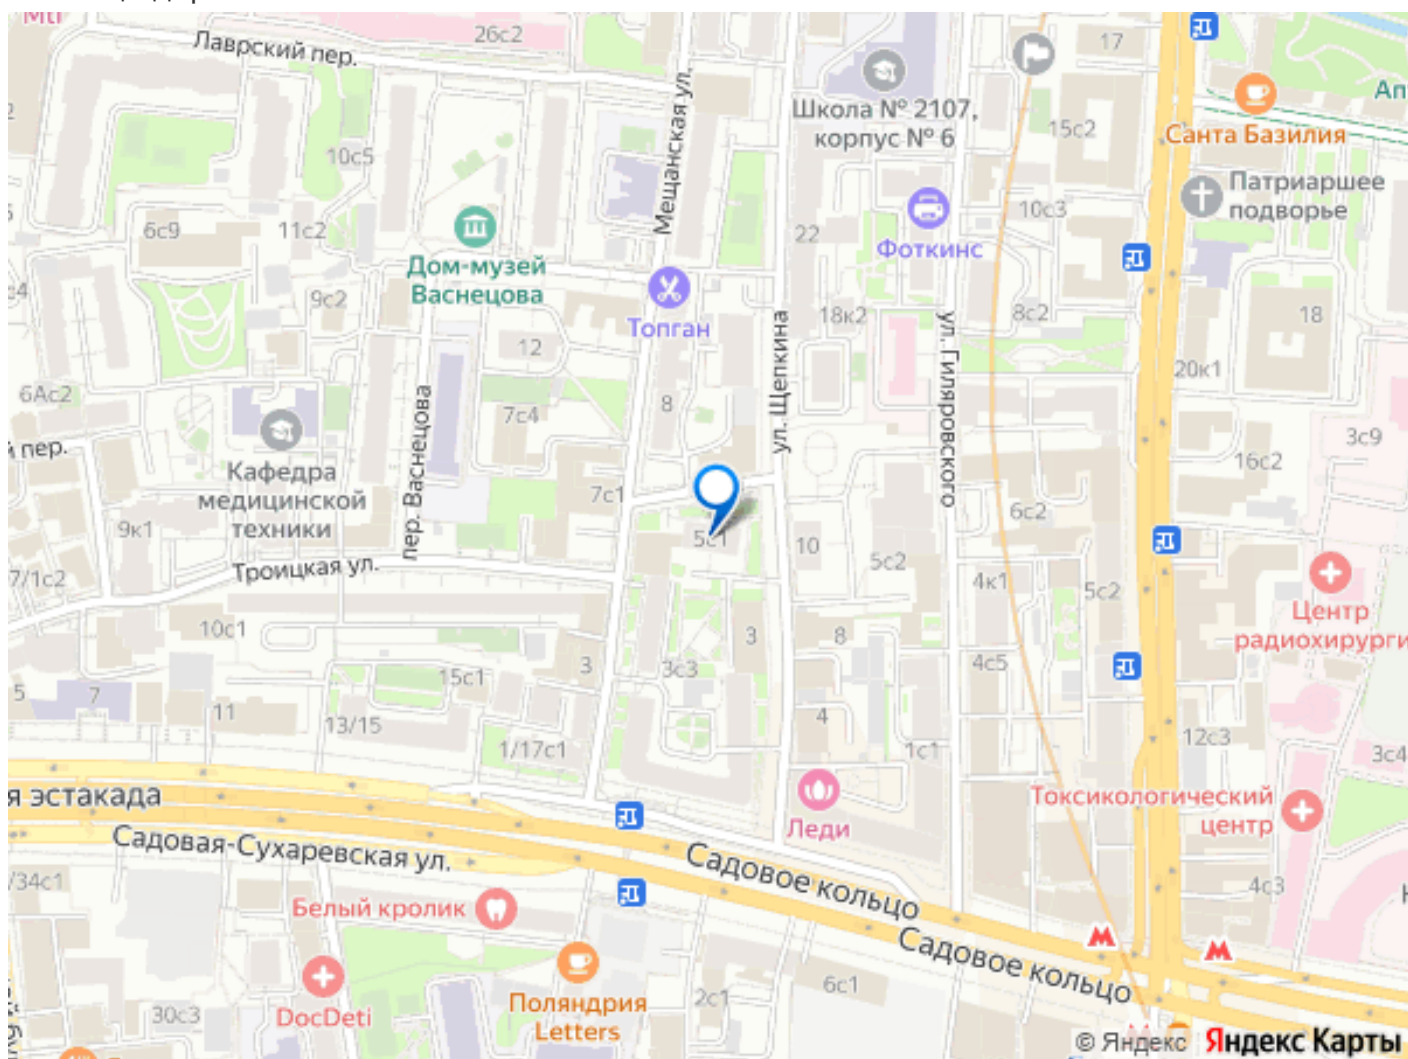 26с2
17
Лаврский пер.
Мещанская ул.
Школа № 2107,
корпус № 6
15с2
Санта Базилия
10с5
Патриаршее
подворье
10с3
6с9
11с2
22
Фоткинс
Дом-музей
Васнецова
9с2
Топган
ул. Щепкина
18к2
ул. Гиляровского
8с2
18
12
20к1
6Ас2
пер. Васнецова
7с4
8
3с9
пер.
Кафедра
медицинской
техники
7с1
16с2
9к1
6с2
5с1
10
5с2
Троицкая ул.
7/1с2
4к1
5с2
Центр
радиохирурги
10с1
3
8
3
3с3
15с1
4с5
5
7
11
13/15
4
1/17с1
1с1
12с3
3с4
я эстакада
Токсикологический
центр
Леди
Садовая-Сухаревская ул.
Садовое кольцо
/34с1
4с3
Белый кролик
Садовое кольцо
Поляндрия
Letters
2с1
6с1
30с3
DocDeti
© Яндекс Яндекс Карты